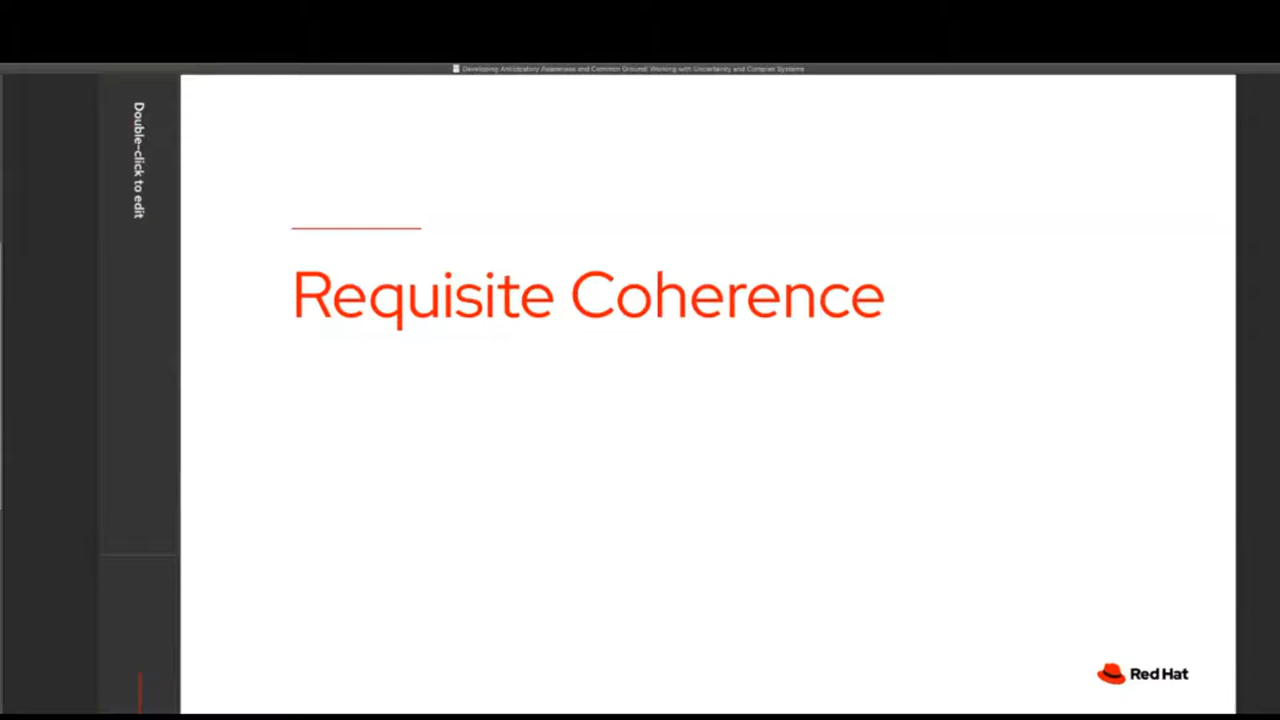 Developing Anticipatory Awareness and Common Ground: Working with Uncertainty and Complex Systems
Double-click to edit
Requisite Coherence
Red Hat